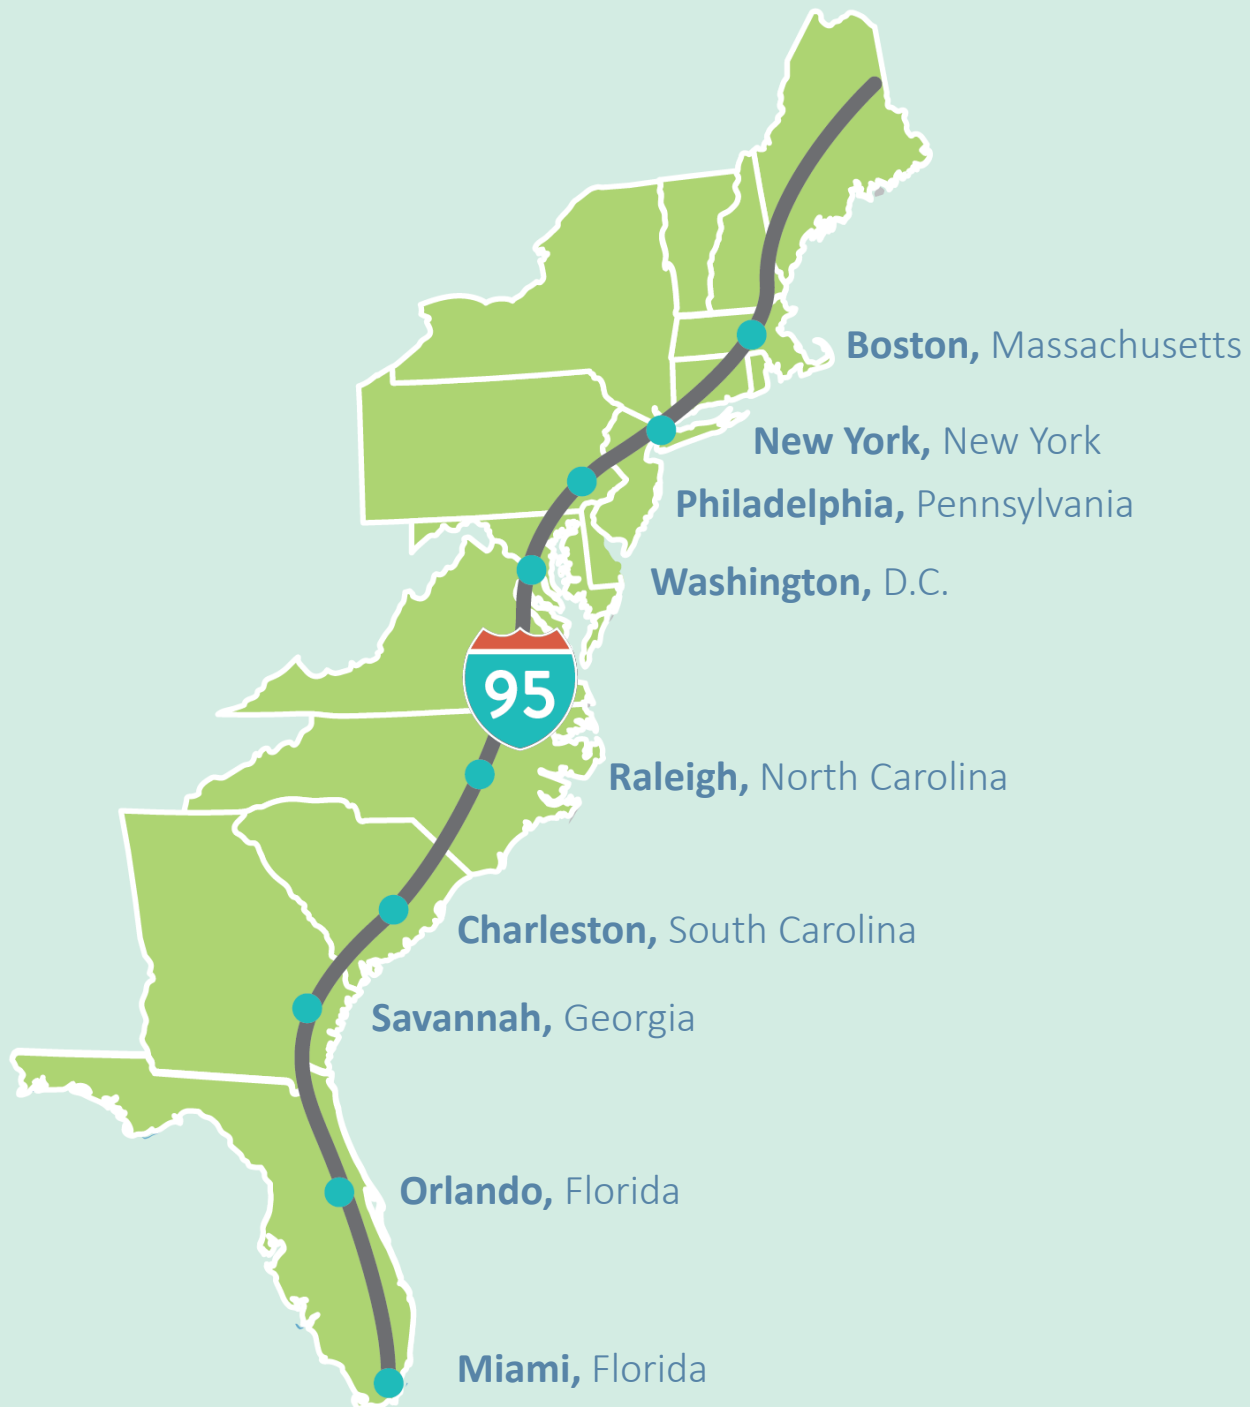 Boston, Massachusetts
New York, New York
Philadelphia, Pennsylvania
Washington, D.C.
95
Raleigh, North Carolina
Charleston, South Carolina
Savannah, Georgia
Orlando, Florida
Miami, Florida